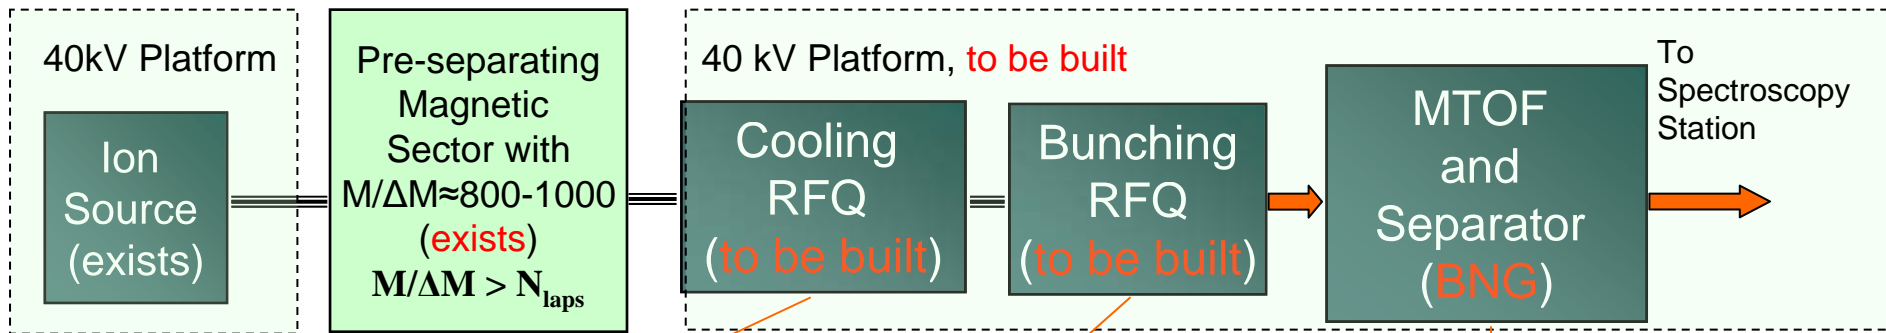 40kV Platform
Ion
Source
(exists)
Pre-separating
Magnetic
Sector with
M/ΔM≈800-1000
(exists)
M/ΔM > Nlaps
40 kV Platform, to be built
Cooling
RFQ
(to be built)
Bunching
RFQ
(to be built)
MTOF
and
Separator
(BNG)
To
Spectroscopy
Station